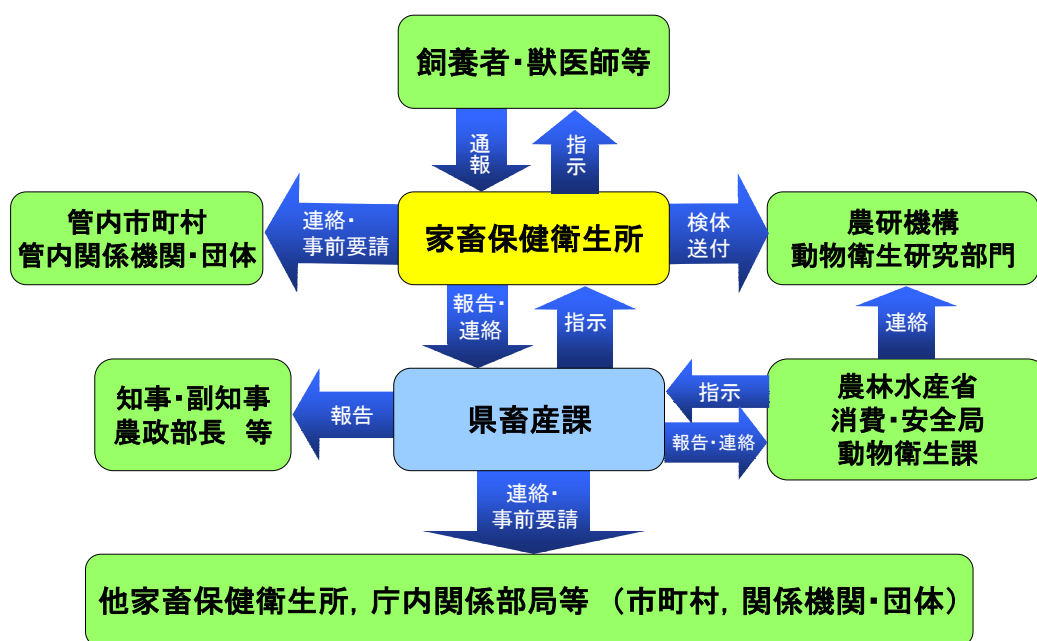 飼養者・獣医師等
通報
指示
管内市町村
管内関係機関・団体
連絡・
事前要請
家畜保健衛生所
検体
送付
農研機構
動物衛生研究部門
報告・
連絡
指示
連絡
知事・副知事
農政部長 等
報告
県畜産課
指示
報告・連絡
農林水産省
消費・安全局
動物衛生課
連絡・
事前要請
他家畜保健衛生所，庁内関係部局等 （市町村，関係機関・団体）